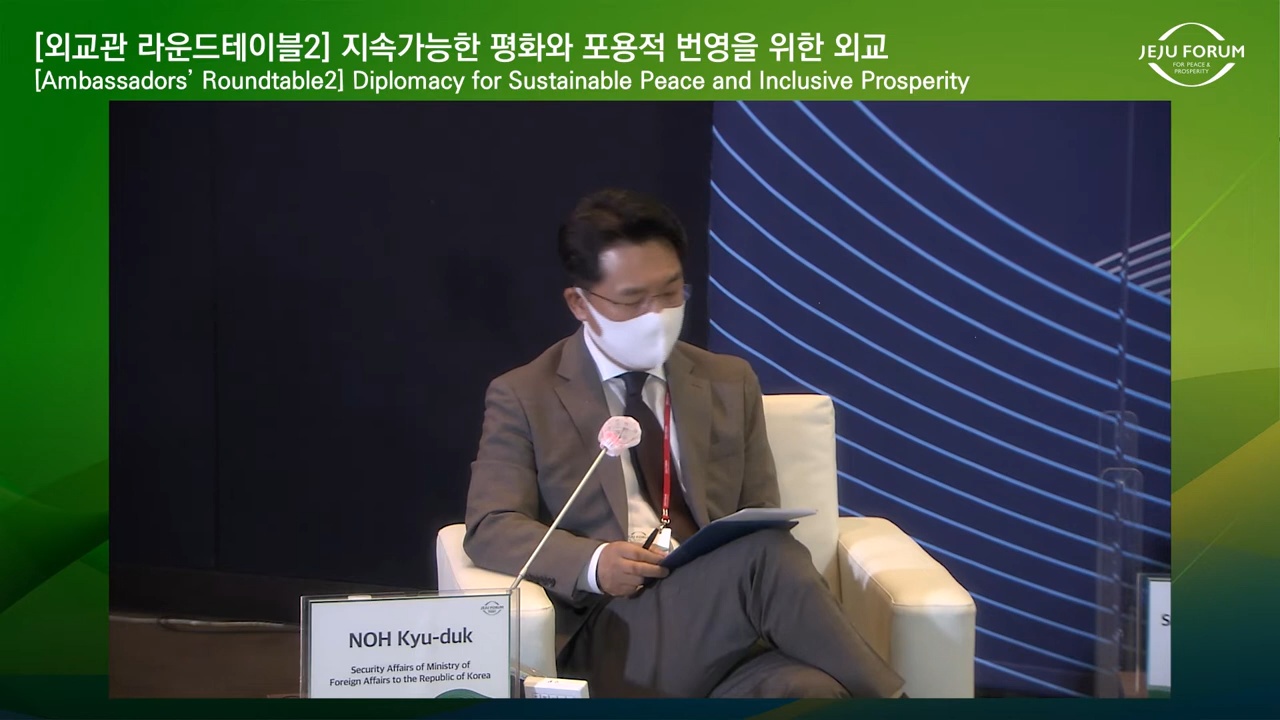 [외교관 라운드테이블2] 지속가능한 평화와 포용적 번영을 위한 외교
[Ambassadors' Roundtable2] Diplomacy for Sustainable Peace and Inclusive Prosperity
JEJU FORUM
FOR PEACE &
PROSPERITY
JEJU FORUM
NOH Kyu-duk
Security Affairs of Ministry of
Foreign Affairs to the Republic of Korea